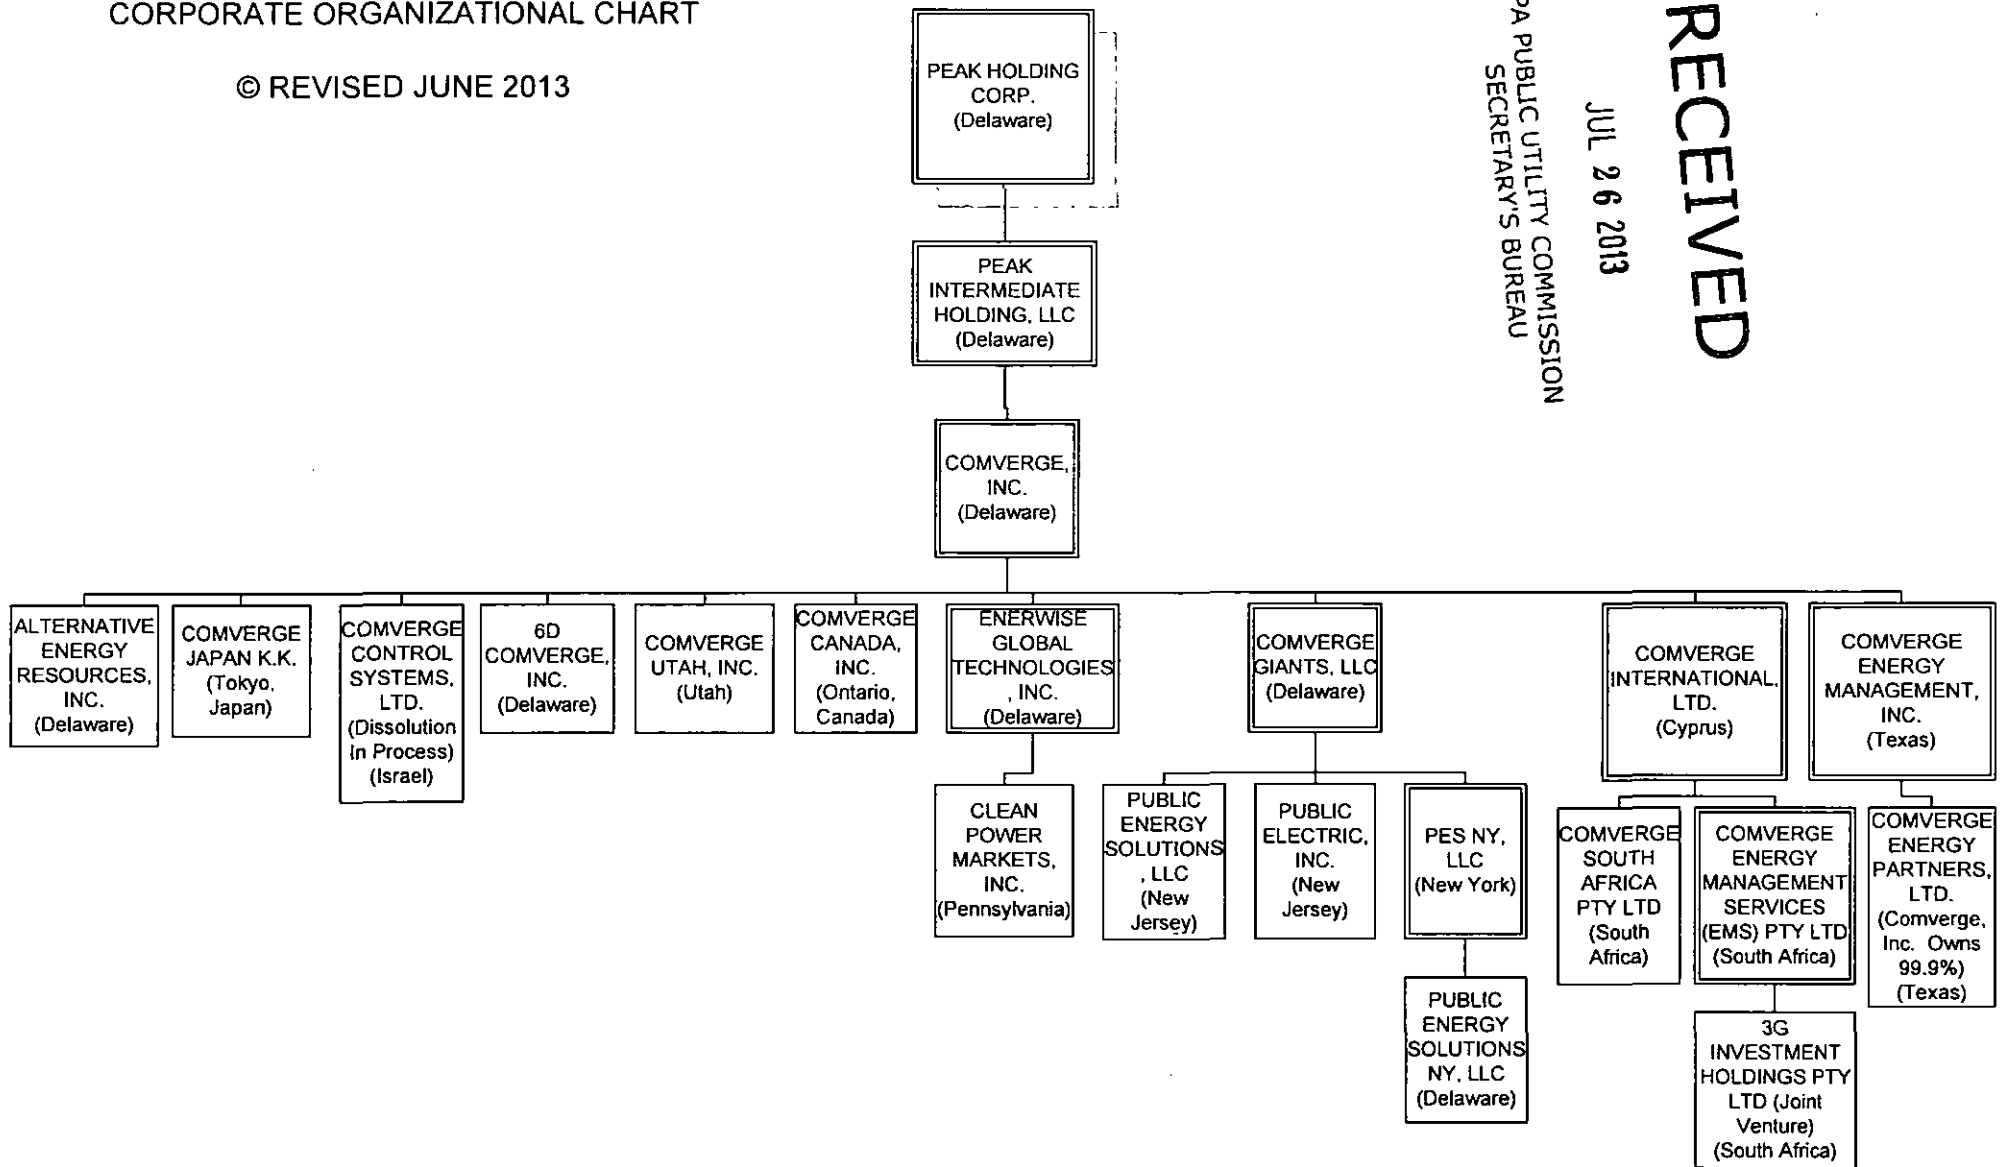 CORPORATE ORGANIZATIONAL CHART
© REVISED JUNE 2013
RECEIVED
JUL 26 2013
PA PUBLIC UTILITY COMMISSION
SECRETARY'S BUREAU
PEAK HOLDING
CORP.
(Delaware)
PEAK
INTERMEDIATE
HOLDING, LLC
(Delaware)
COMVERGE,
INC.
(Delaware)
ALTERNATIVE
ENERGY
RESOURCES,
INC.
(Delaware)
COMVERGE
JAPAN K.K.
(Tokyo,
Japan)
COMVERGE
CONTROL
SYSTEMS,
LTD.
(Dissolution
In Process)
(Israel)
6D
COMVERGE,
INC.
(Delaware)
COMVERGE
UTAH, INC.
(Utah)
COMVERGE
CANADA,
INC.
(Ontario,
Canada)
ENERWISE
GLOBAL
TECHNOLOGIES
, INC.
(Delaware)
COMVERGE
GIANTS, LLC
(Delaware)
COMVERGE
INTERNATIONAL,
LTD.
(Cyprus)
COMVERGE
ENERGY
MANAGEMENT,
INC.
(Texas)
CLEAN
POWER
MARKETS,
INC.
(Pennsylvania)
PUBLIC
ENERGY
SOLUTIONS
, LLC
(New
Jersey)
PUBLIC
ELECTRIC,
INC.
(New
Jersey)
PES NY,
LLC
(New York)
COMVERGE
SOUTH
AFRICA
PTY LTD
(South
Africa)
COMVERGE
ENERGY
MANAGEMENT
SERVICES
(EMS) PTY LTD
(South Africa)
COMVERGE
ENERGY
PARTNERS,
LTD.
(Comverge,
Inc. Owns
99.9%)
(Texas)
PUBLIC
ENERGY
SOLUTIONS
NY, LLC
(Delaware)
3G
INVESTMENT
HOLDINGS PTY
LTD (Joint
Venture)
(South Africa)